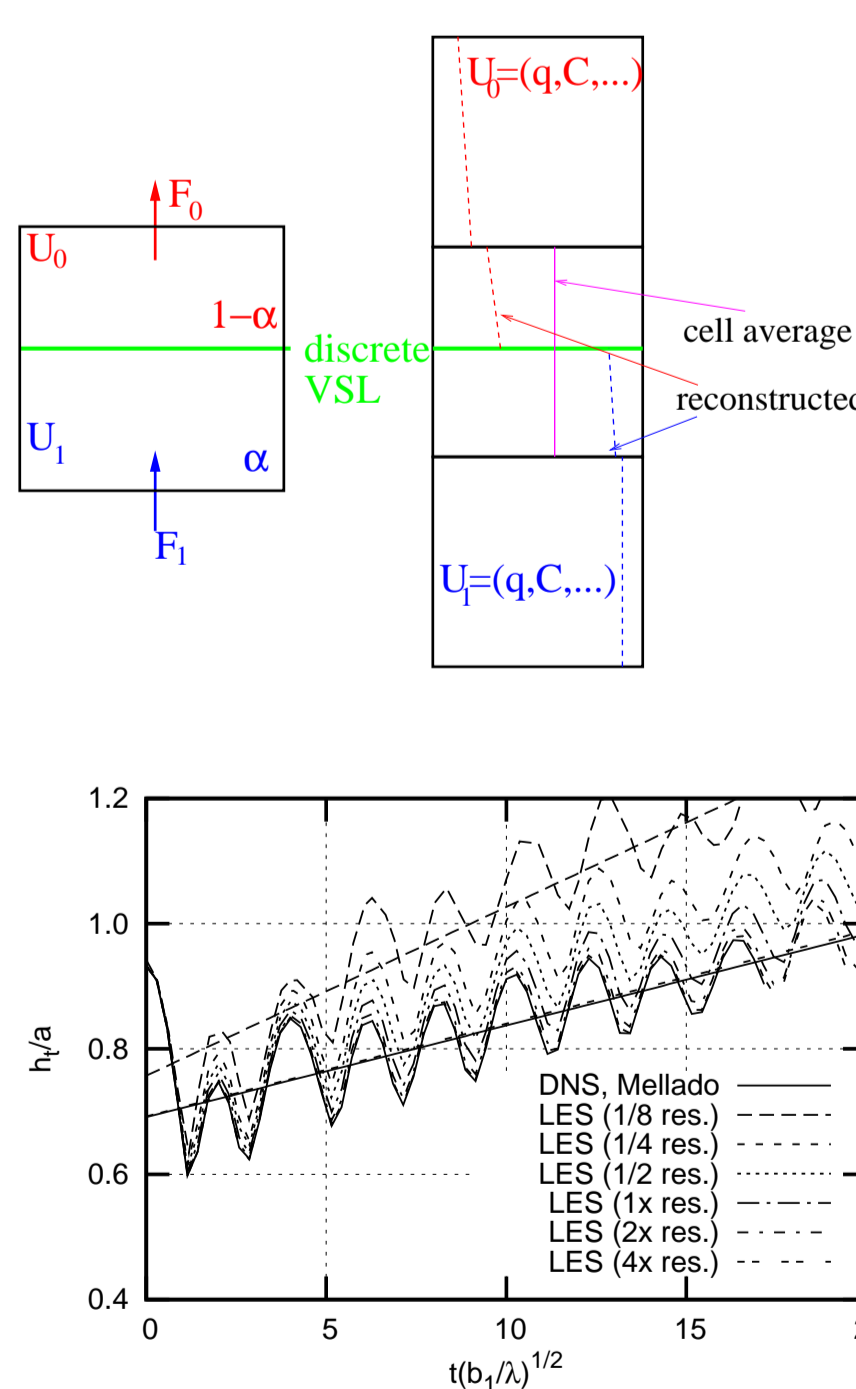 U₀=(q,C,...)
F₀
U₀
1−α
cell average
discrete
VSL
U₁
α
F₁
U₁=(q,C,...)
1.2
1.0
0.8
0.6
0.4
hₜ/a
DNS, Mellado
LES (1/8 res.)
LES (1/4 res.)
LES (1/2 res.)
LES (1x res.)
LES (2x res.)
LES (4x res.)
0 5 10 15
t(b₁/λ)^1/2